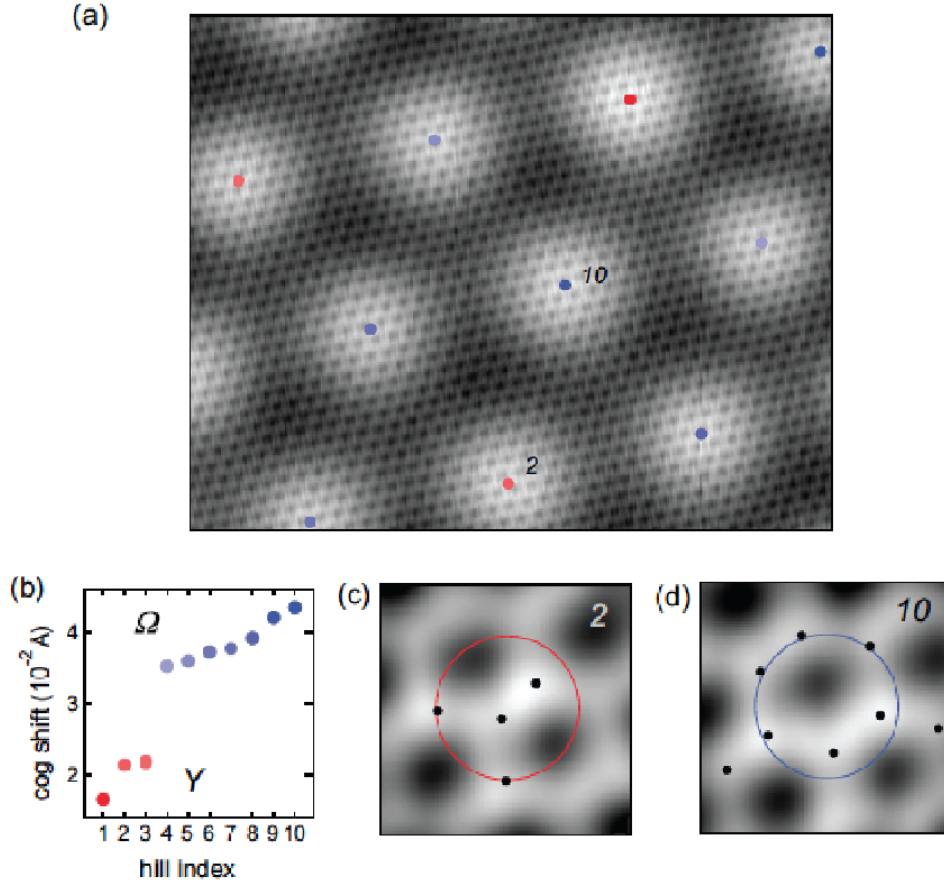 (a)
10
2
(b)
cog shift (10⁻² Å)
4
3
2
Ω
Y
1 2 3 4 5 6 7 8 9 10
hill index
(c)
2
(d)
10